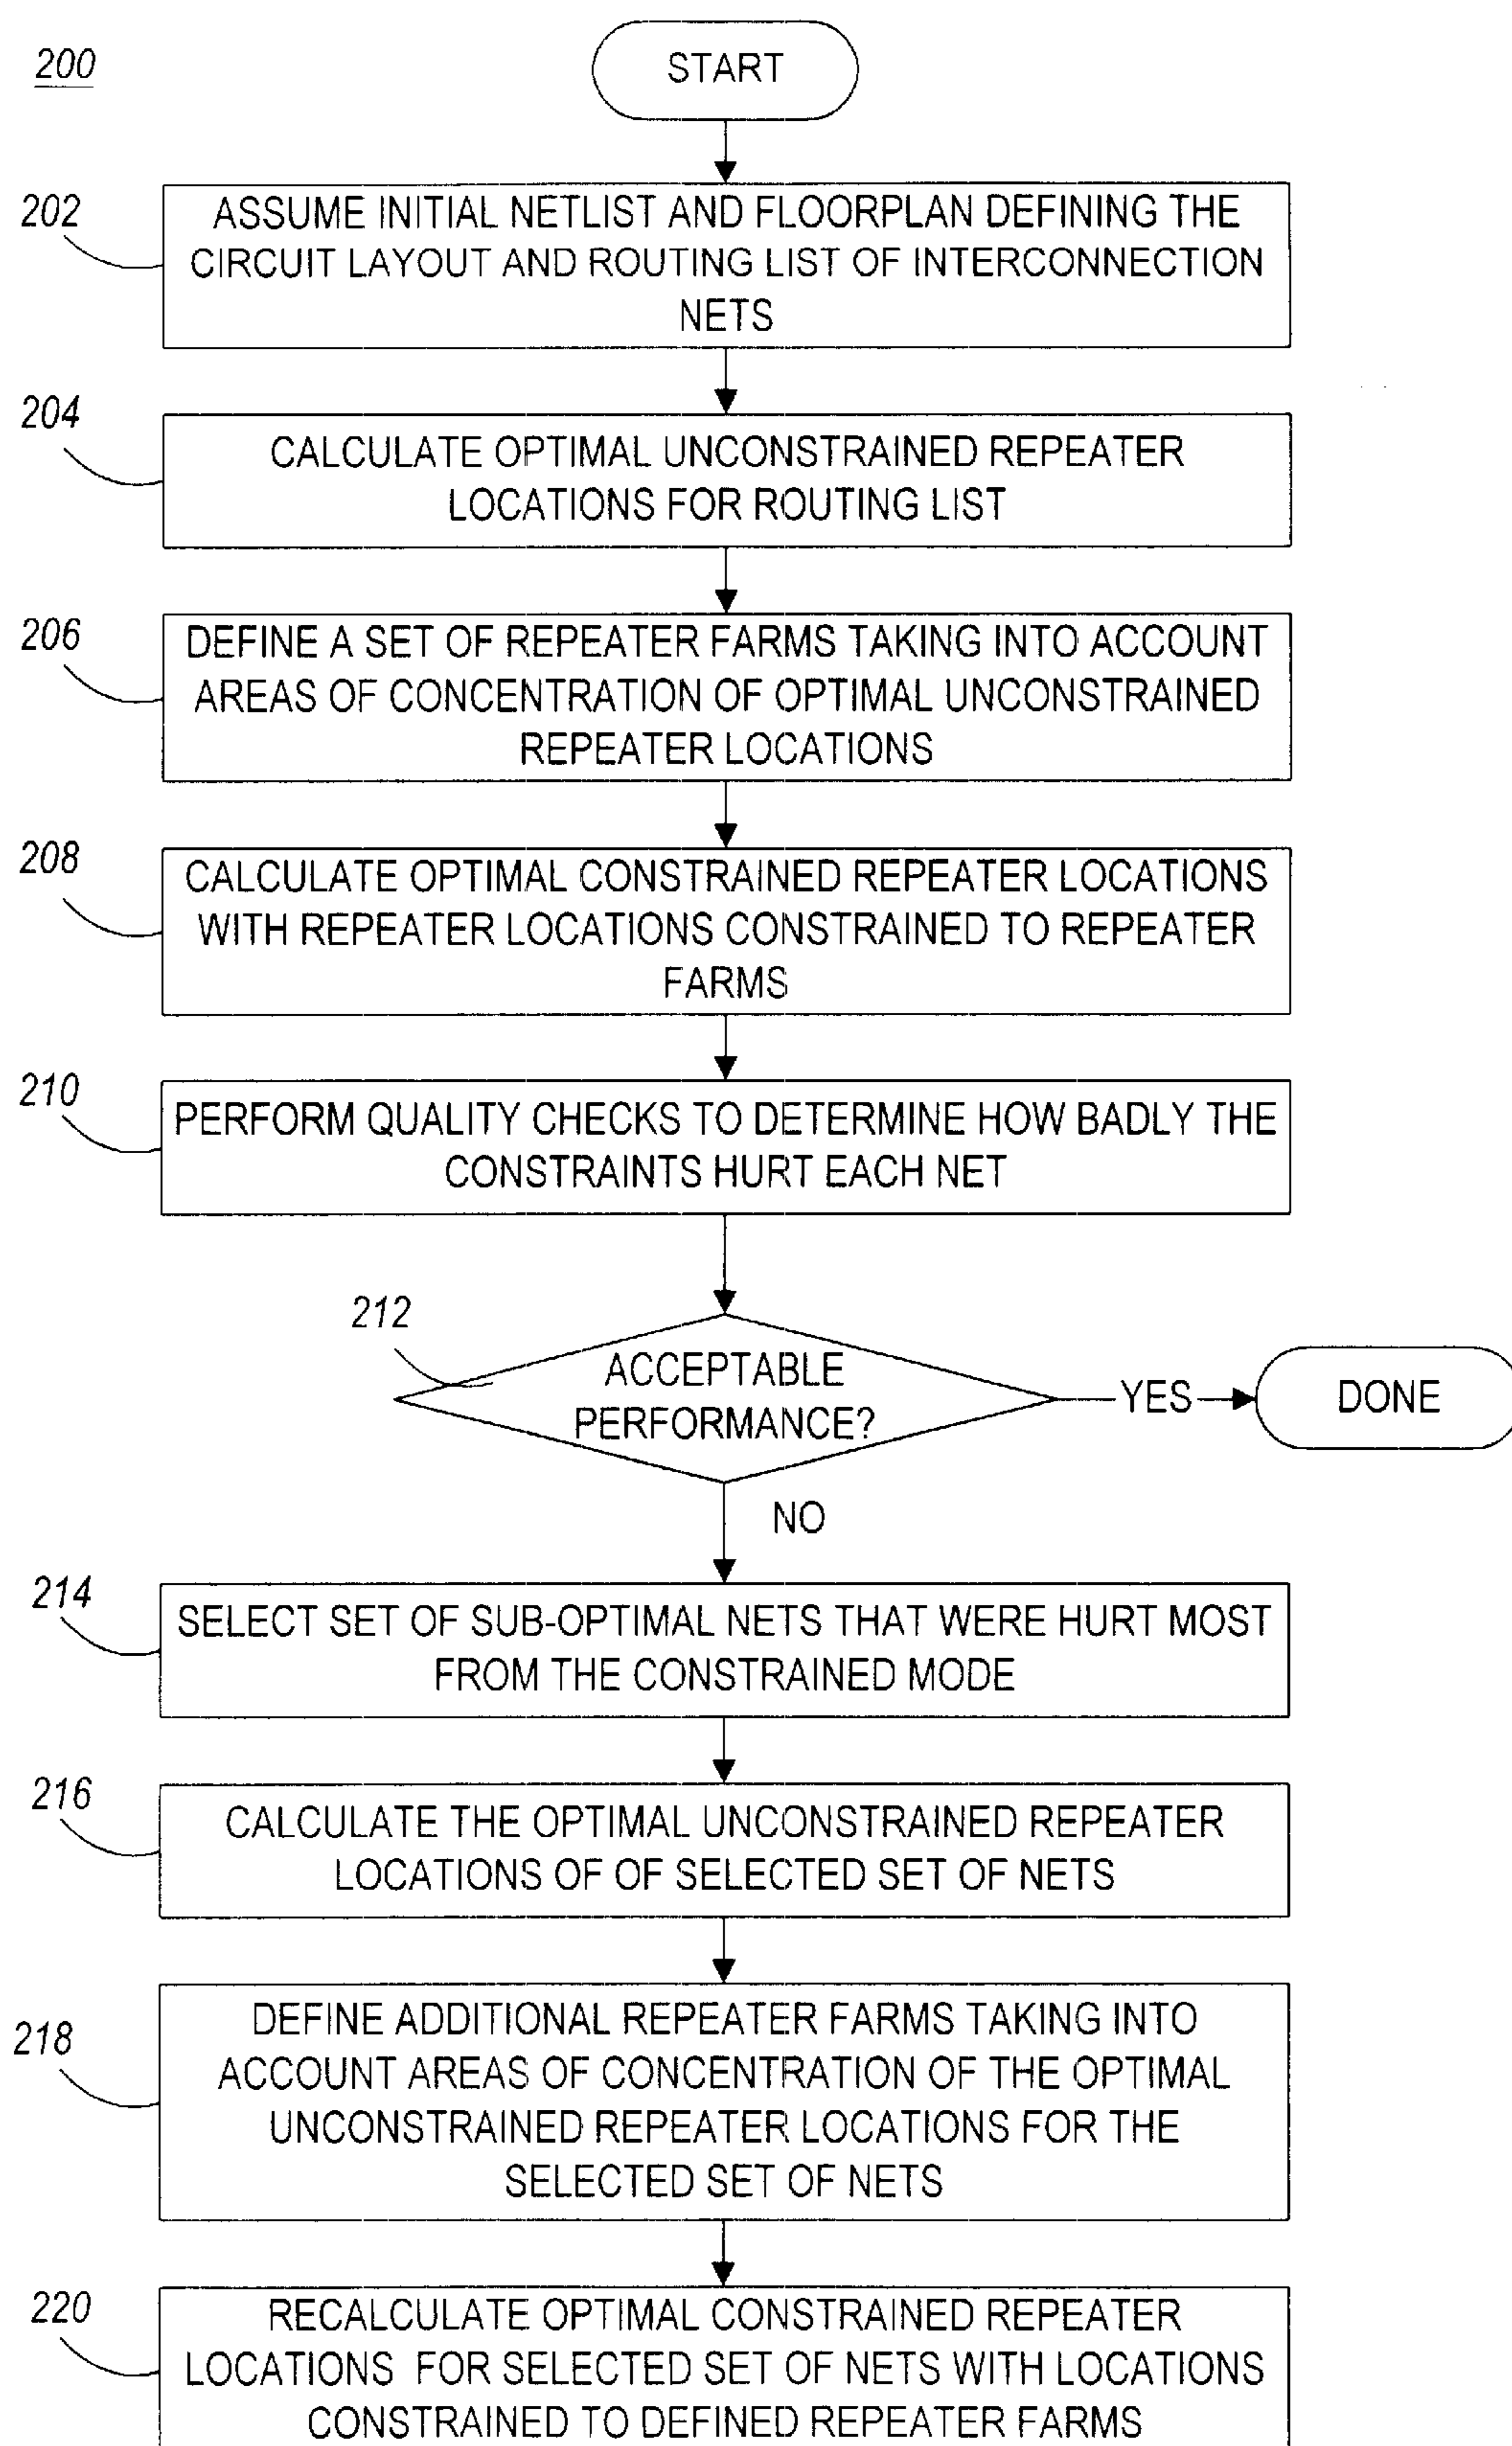 200
START
202
ASSUME INITIAL NETLIST AND FLOORPLAN DEFINING THE
CIRCUIT LAYOUT AND ROUTING LIST OF INTERCONNECTION
NETS
204
CALCULATE OPTIMAL UNCONSTRAINED REPEATER
LOCATIONS FOR ROUTING LIST
206
DEFINE A SET OF REPEATER FARMS TAKING INTO ACCOUNT
AREAS OF CONCENTRATION OF OPTIMAL UNCONSTRAINED
REPEATER LOCATIONS
208
CALCULATE OPTIMAL CONSTRAINED REPEATER LOCATIONS
WITH REPEATER LOCATIONS CONSTRAINED TO REPEATER
FARMS
210
PERFORM QUALITY CHECKS TO DETERMINE HOW BADLY THE
CONSTRAINTS HURT EACH NET
212
ACCEPTABLE
PERFORMANCE?
YES
DONE
NO
214
SELECT SET OF SUB-OPTIMAL NETS THAT WERE HURT MOST
FROM THE CONSTRAINED MODE
216
CALCULATE THE OPTIMAL UNCONSTRAINED REPEATER
LOCATIONS OF OF SELECTED SET OF NETS
218
DEFINE ADDITIONAL REPEATER FARMS TAKING INTO
ACCOUNT AREAS OF CONCENTRATION OF THE OPTIMAL
UNCONSTRAINED REPEATER LOCATIONS FOR THE
SELECTED SET OF NETS
220
RECALCULATE OPTIMAL CONSTRAINED REPEATER
LOCATIONS FOR SELECTED SET OF NETS WITH LOCATIONS
CONSTRAINED TO DEFINED REPEATER FARMS